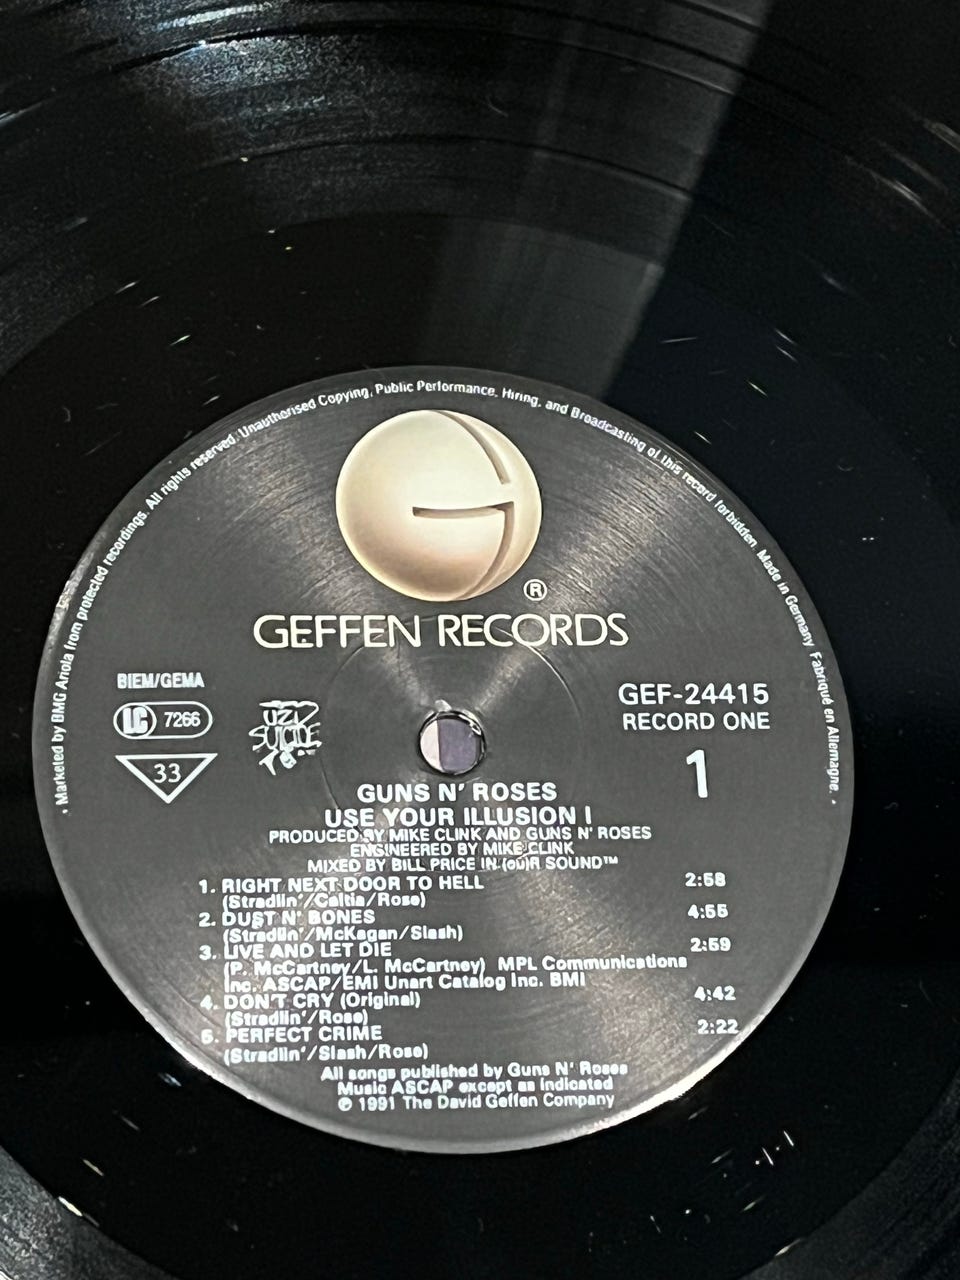 • Marketed by BMG Ariola from protected recordings. All rights reserved. Unauthorised Copying, Public Performance, Hiring, and Broadcasting of this record forbidden. Made in Germany. Fabriqué en Allemagne. •
®
GEFFEN RECORDS
BIEM/GEMA
LC 7266
33
UZI
SUICIDE
GEF-24415
RECORD ONE
1
GUNS N' ROSES
USE YOUR ILLUSION I
PRODUCED BY MIKE CLINK AND GUNS N' ROSES
ENGINEERED BY MIKE CLINK
MIXED BY BILL PRICE IN (ou)R SOUND™
1. RIGHT NEXT DOOR TO HELL 2:58
(Stradlin'/Caltia/Rose)
2. DUST N' BONES 4:55
(Stradlin'/McKagan/Slash)
3. LIVE AND LET DIE 2:59
(P. McCartney/L. McCartney) MPL Communications
Inc. ASCAP/EMI Unart Catalog Inc. BMI
4. DON'T CRY (Original) 4:42
(Stradlin'/Rose)
5. PERFECT CRIME 2:22
(Stradlin'/Slash/Rose)
All songs published by Guns N' Roses
Music ASCAP except as indicated
℗ 1991 The David Geffen Company